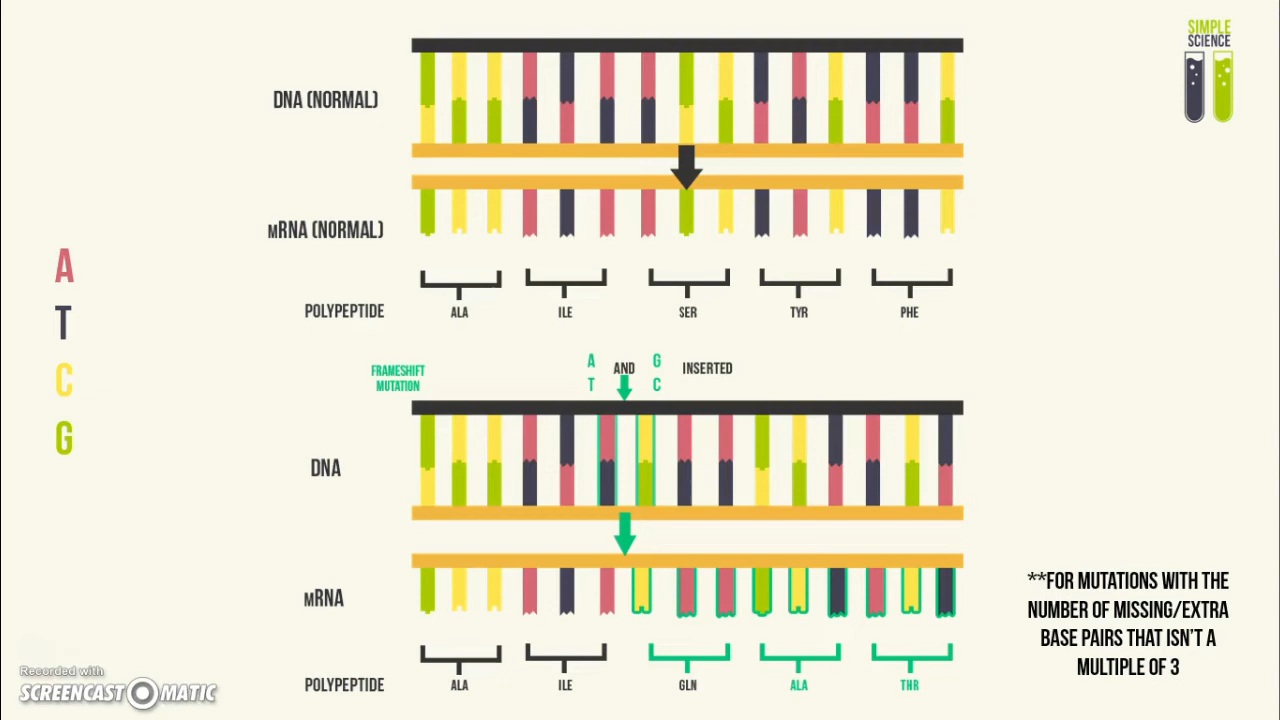 SIMPLE
SCIENCE
DNA (NORMAL)
mRNA (NORMAL)
A
T
C
G
POLYPEPTIDE
ALA ILE SER TYR PHE
FRAMESHIFT
MUTATION
A AND G INSERTED
T C
DNA
mRNA
**FOR MUTATIONS WITH THE
NUMBER OF MISSING/EXTRA
BASE PAIRS THAT ISN'T A
MULTIPLE OF 3
POLYPEPTIDE
ALA ILE GLN ALA THR
Recorded with
SCREENCAST-O-MATIC